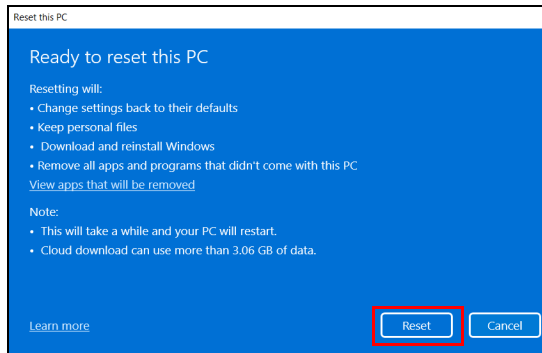 Reset this PC
Ready to reset this PC
Resetting will:
• Change settings back to their defaults
• Keep personal files
• Download and reinstall Windows
• Remove all apps and programs that didn't come with this PC
View apps that will be removed
Note:
• This will take a while and your PC will restart.
• Cloud download can use more than 3.06 GB of data.
Learn more
Reset
Cancel